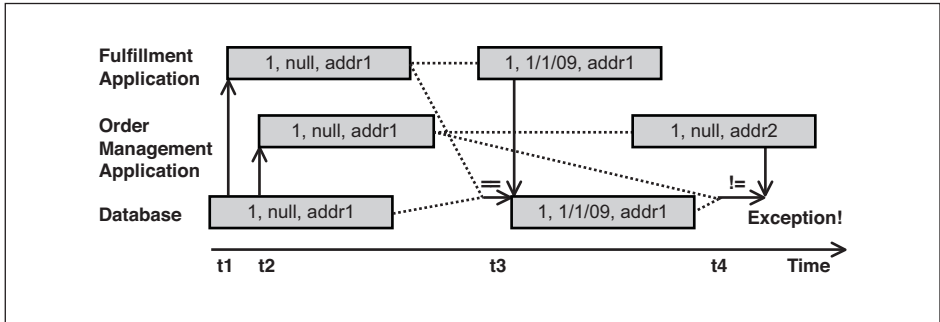 Fulfillment
Application
1, null, addr1
1, 1/1/09, addr1
Order
Management
Application
1, null, addr1
1, null, addr2
==
!=
Database
1, null, addr1
1, 1/1/09, addr1
Exception!
t1
t2
t3
t4
Time